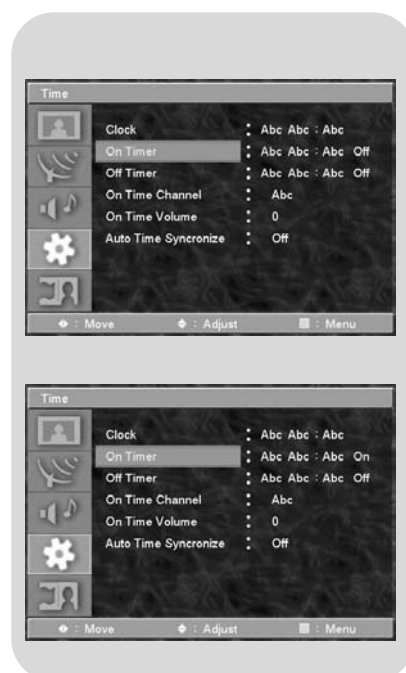 Time
Clock : Abc Abc : Abc
On Timer : Abc Abc : Abc Off
Off Timer : Abc Abc : Abc Off
On Time Channel : Abc
On Time Volume : 0
Auto Time Syncronize : Off
: Move : Adjust : Menu
Time
Clock : Abc Abc : Abc
On Timer : Abc Abc : Abc On
Off Timer : Abc Abc : Abc Off
On Time Channel : Abc
On Time Volume : 0
Auto Time Syncronize : Off
: Move : Adjust : Menu